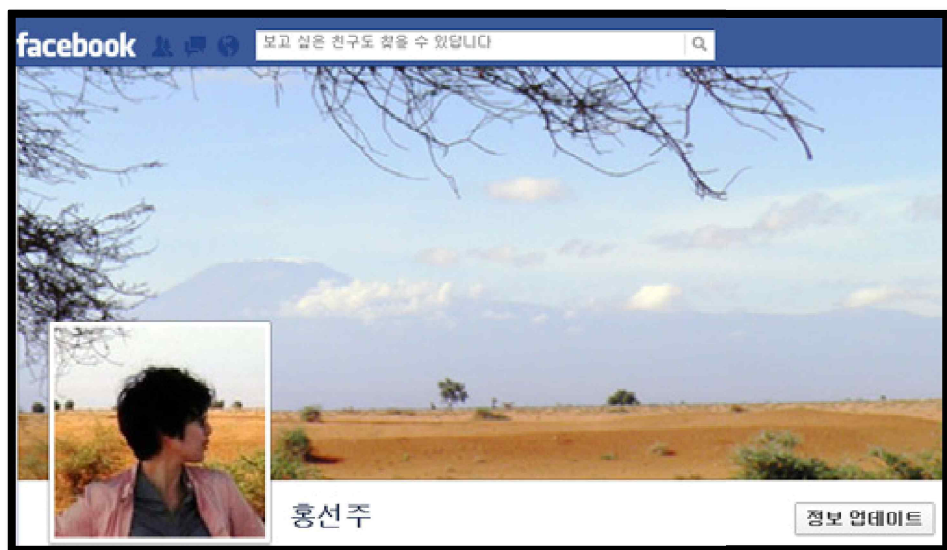 facebook
보고 싶은 친구도 찾을 수 있답니다
홍선주
정보 업데이트